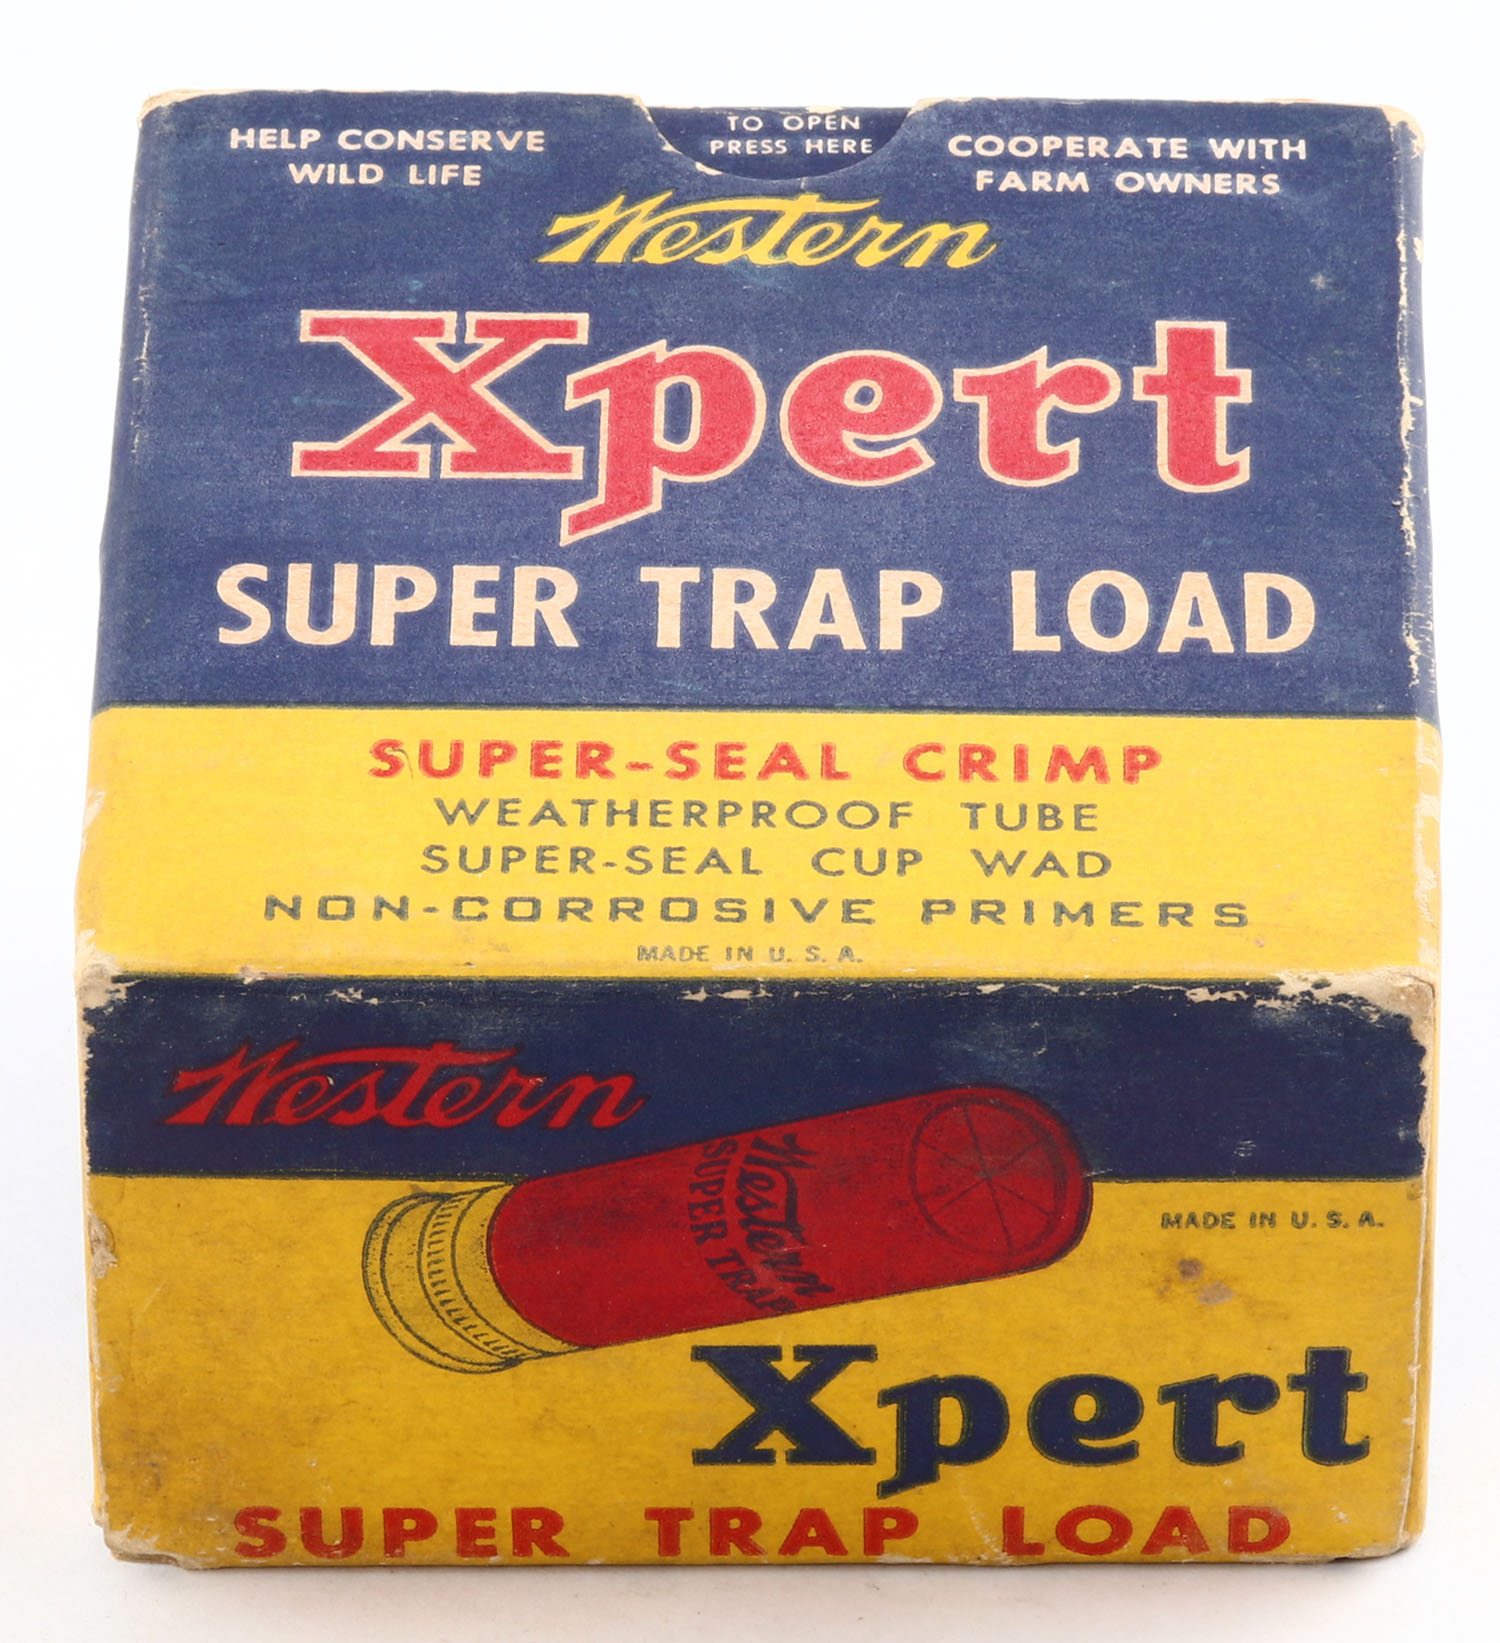 HELP CONSERVE
WILD LIFE
TO OPEN
PRESS HERE
COOPERATE WITH
FARM OWNERS
Western
Xpert
SUPER TRAP LOAD
SUPER-SEAL CRIMP
WEATHERPROOF TUBE
SUPER-SEAL CUP WAD
NON-CORROSIVE PRIMERS
MADE IN U. S. A.
Western
Western
SUPER TRAP
MADE IN U. S. A.
Xpert
SUPER TRAP LOAD